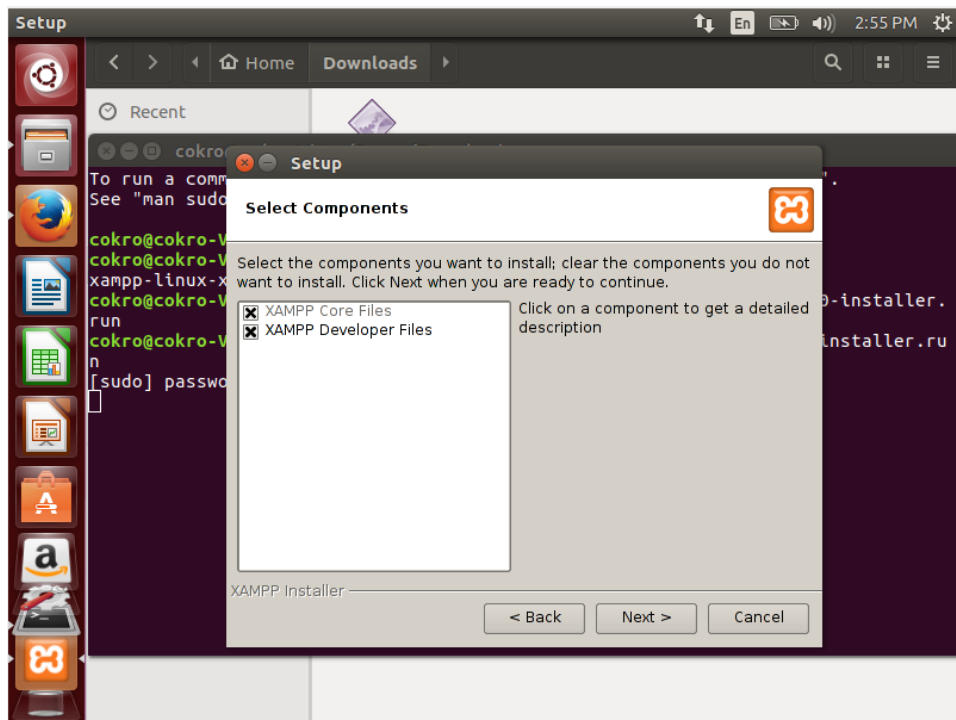 Setup
En
2:55 PM
Home
Downloads
Recent
cokro
To run a comm
".
See "man sudo
cokro@cokro-V
cokro@cokro-V
xampp-linux-x
cokro@cokro-V
0-installer.
run
cokro@cokro-V
installer.ru
n
[sudo] passwo
Setup
Select Components
Select the components you want to install; clear the components you do not
want to install. Click Next when you are ready to continue.
XAMPP Core Files
XAMPP Developer Files
Click on a component to get a detailed
description
XAMPP Installer
< Back
Next >
Cancel